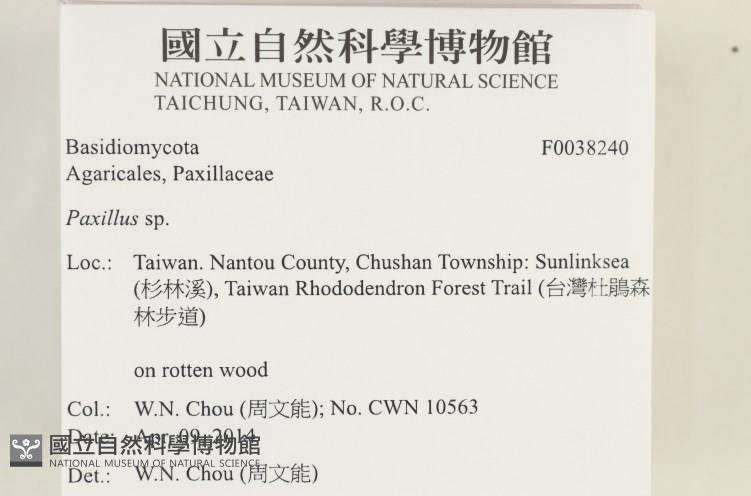 國立自然科學博物館
NATIONAL MUSEUM OF NATURAL SCIENCE
TAICHUNG, TAIWAN, R.O.C.
Basidiomycota F0038240
Agaricales, Paxillaceae
Paxillus sp.
Loc.: Taiwan. Nantou County, Chushan Township: Sunlinksea
(杉林溪), Taiwan Rhododendron Forest Trail (台灣杜鵑森
林步道)
on rotten wood
Col.: W.N. Chou (周文能); No. CWN 10563
Date: Apr. 09, 2014
國立自然科學博物館
NATIONAL MUSEUM OF NATURAL SCIENCE
Det.: W.N. Chou (周文能)